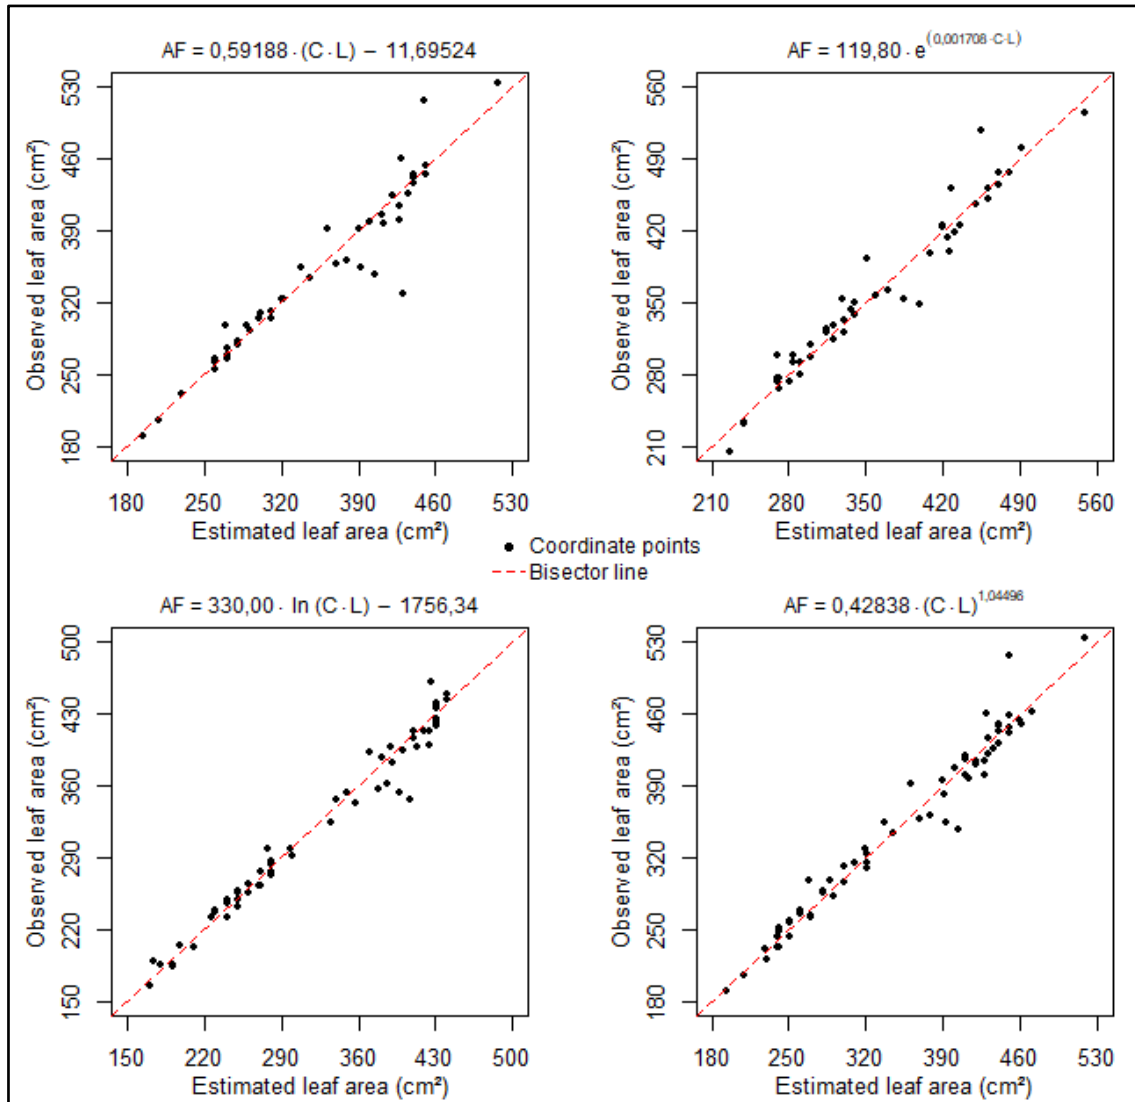 AF = 0,59188 · (C · L) − 11,69524
530
460
390
320
250
180
Observed leaf area (cm²)
180 250 320 390 460 530
Estimated leaf area (cm²)
AF = 119,80 · e^(0,001708·C·L)
560
490
420
350
280
210
Observed leaf area (cm²)
210 280 350 420 490 560
Estimated leaf area (cm²)
Coordinate points
Bisector line
AF = 330,00 · ln (C · L) − 1756,34
500
430
360
290
220
150
Observed leaf area (cm²)
150 220 290 360 430 500
Estimated leaf area (cm²)
AF = 0,42838 · (C · L)^1,04496
530
460
390
320
250
180
Observed leaf area (cm²)
180 250 320 390 460 530
Estimated leaf area (cm²)